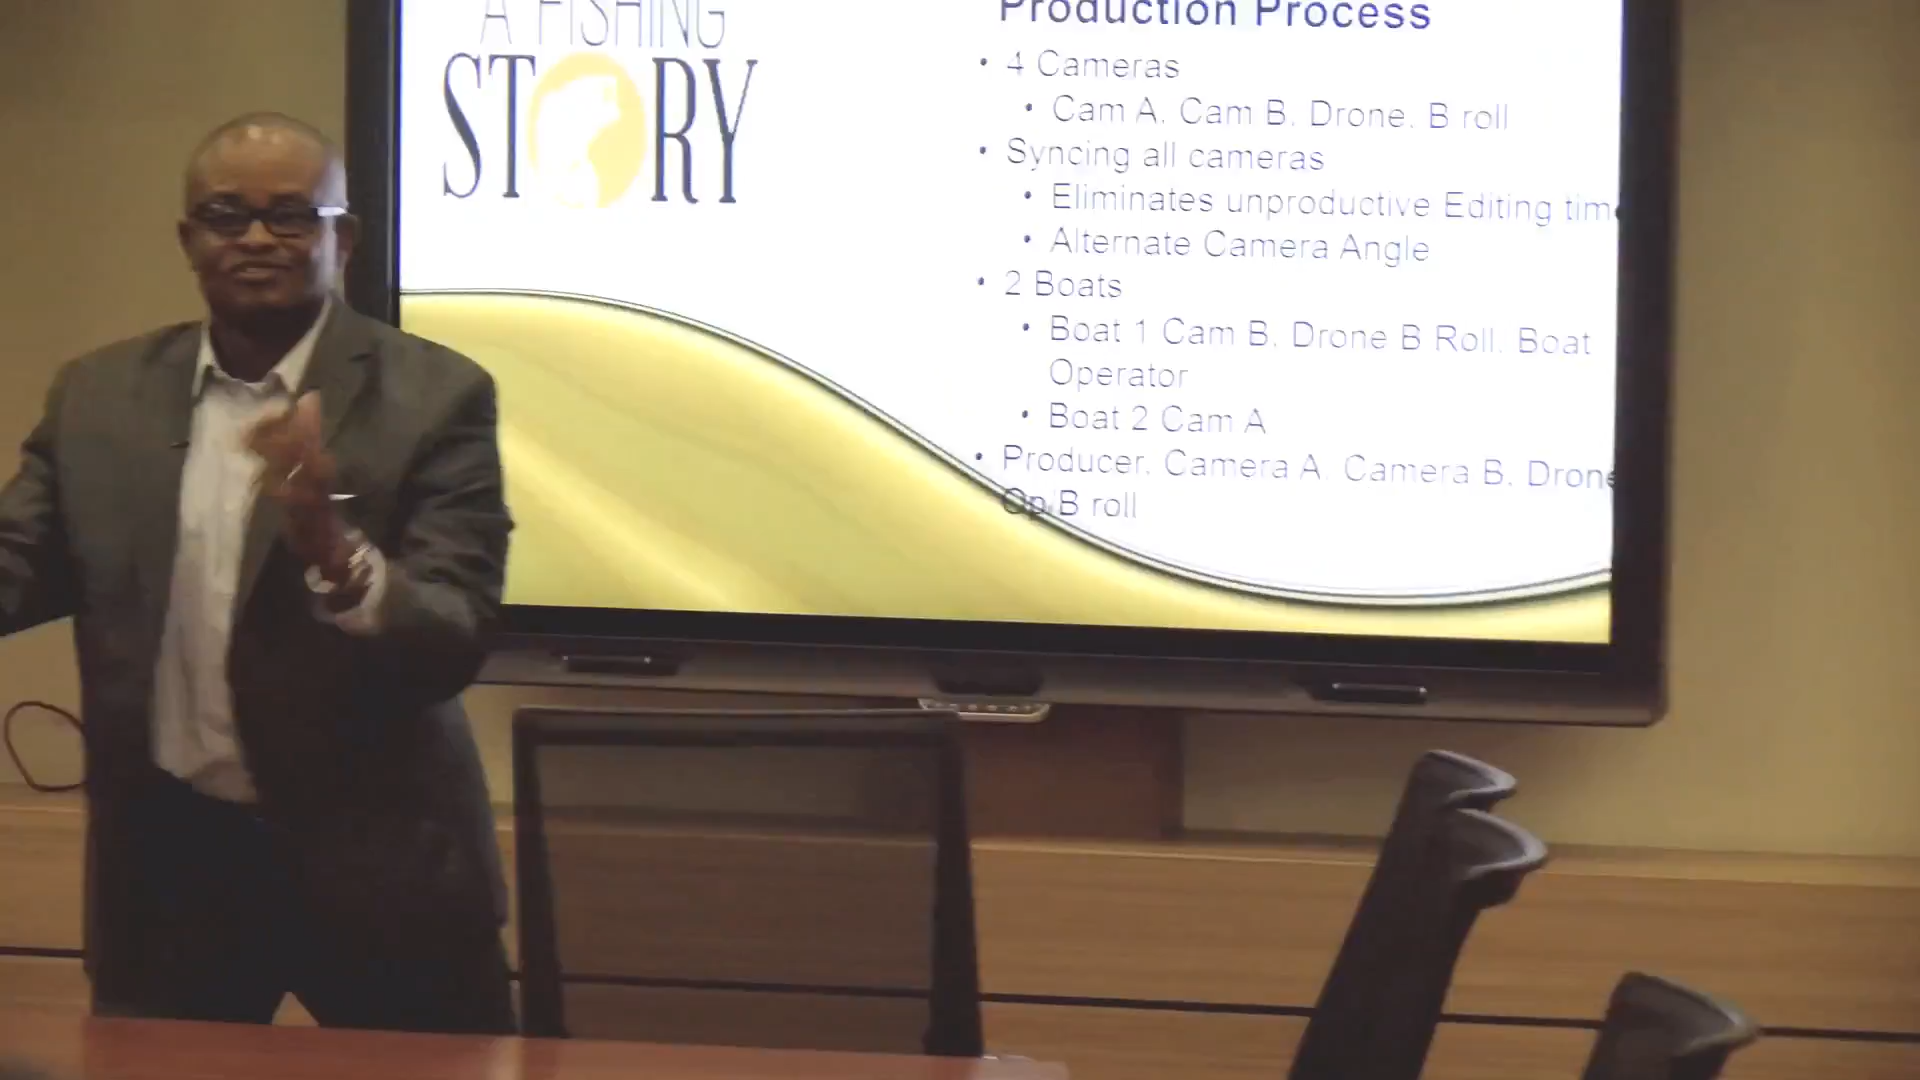 A FISHING
STORY
Production Process
• 4 Cameras
• Cam A, Cam B, Drone, B roll
• Syncing all cameras
• Eliminates unproductive Editing time
• Alternate Camera Angle
• 2 Boats
• Boat 1 Cam B, Drone B Roll, Boat
Operator
• Boat 2 Cam A
• Producer, Camera A, Camera B, Drone
Op/B roll